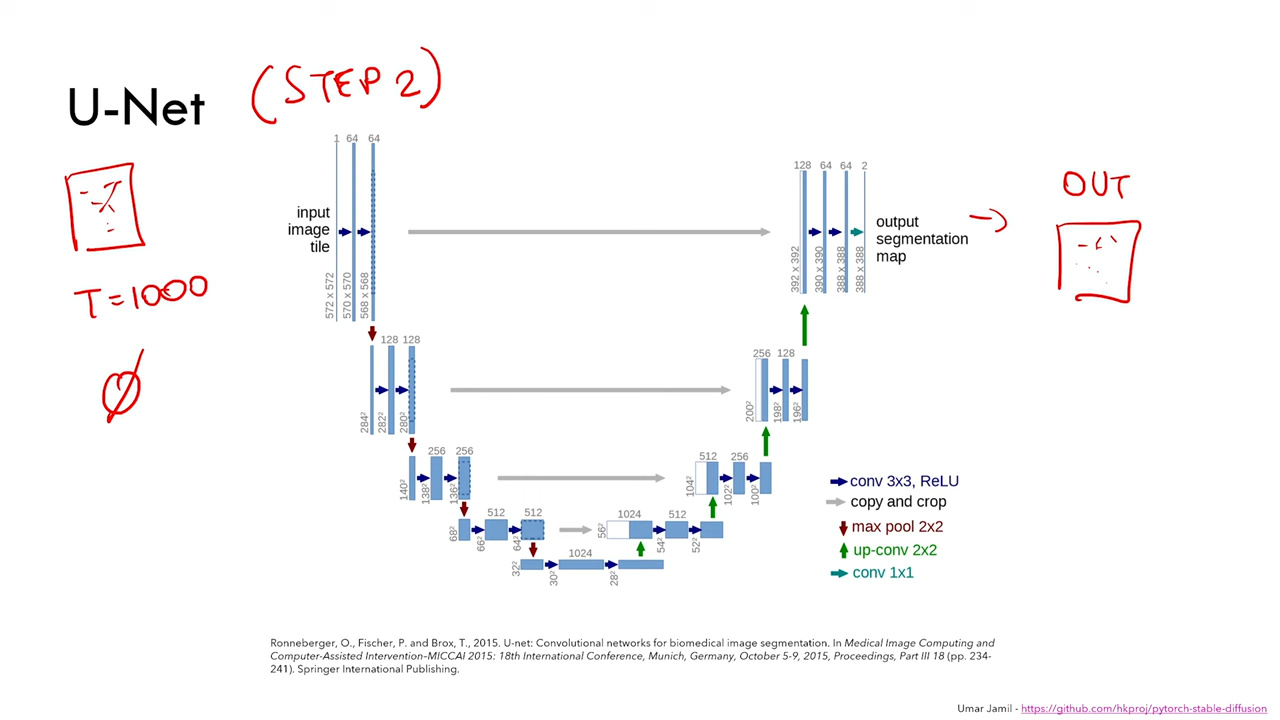 U-Net
(STEP 2)
T=1000
∅
OUT
1 64 64
input
image
tile
572 x 572
570 x 570
568 x 568
128 64 64 2
392 x 392
390 x 390
388 x 388
388 x 388
output
segmentation
map
128 128
284²
282²
280²
256 128
200²
198²
196²
256 256
140²
138²
136²
512 256
104²
102²
100²
512 512
68²
66²
64²
1024 512
56²
54²
52²
1024
32²
30²
28²
conv 3x3, ReLU
copy and crop
max pool 2x2
up-conv 2x2
conv 1x1
Ronneberger, O., Fischer, P. and Brox, T., 2015. U-net: Convolutional networks for biomedical image segmentation. In Medical Image Computing and
Computer-Assisted Intervention–MICCAI 2015: 18th International Conference, Munich, Germany, October 5-9, 2015, Proceedings, Part III 18 (pp. 234-
241). Springer International Publishing.
Umar Jamil - https://github.com/hkproj/pytorch-stable-diffusion